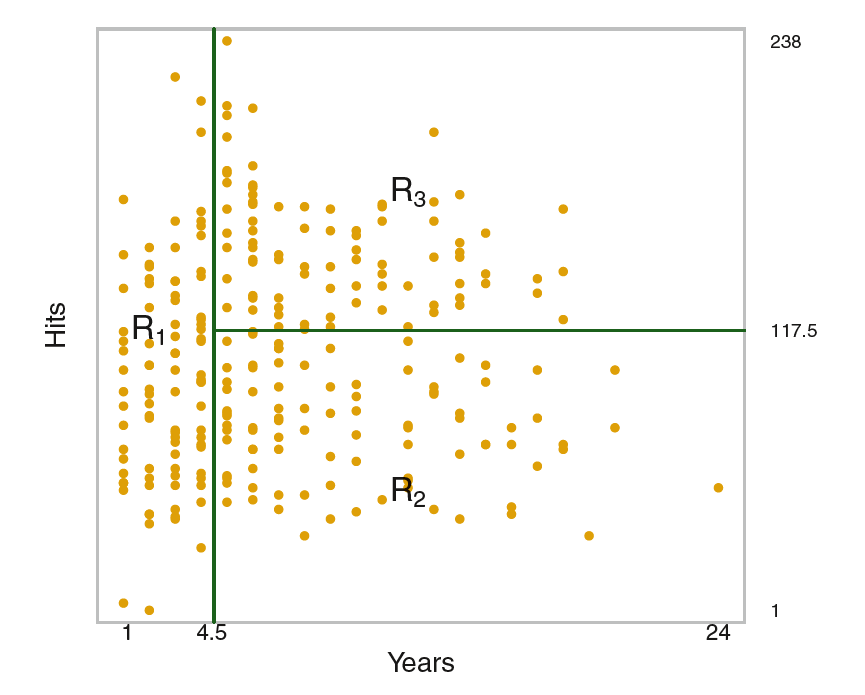 238
R₃
Hits
R₁
117.5
R₂
1
1 4.5 24
Years